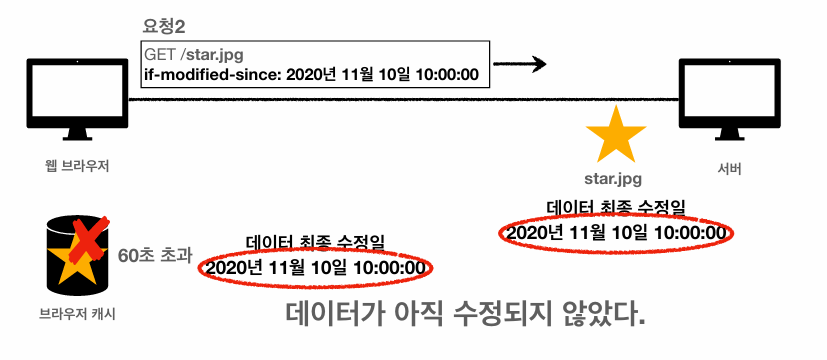 요청2
GET /star.jpg
if-modified-since: 2020년 11월 10일 10:00:00
웹 브라우저
서버
star.jpg
데이터 최종 수정일
2020년 11월 10일 10:00:00
60초 초과
데이터 최종 수정일
2020년 11월 10일 10:00:00
브라우저 캐시
데이터가 아직 수정되지 않았다.